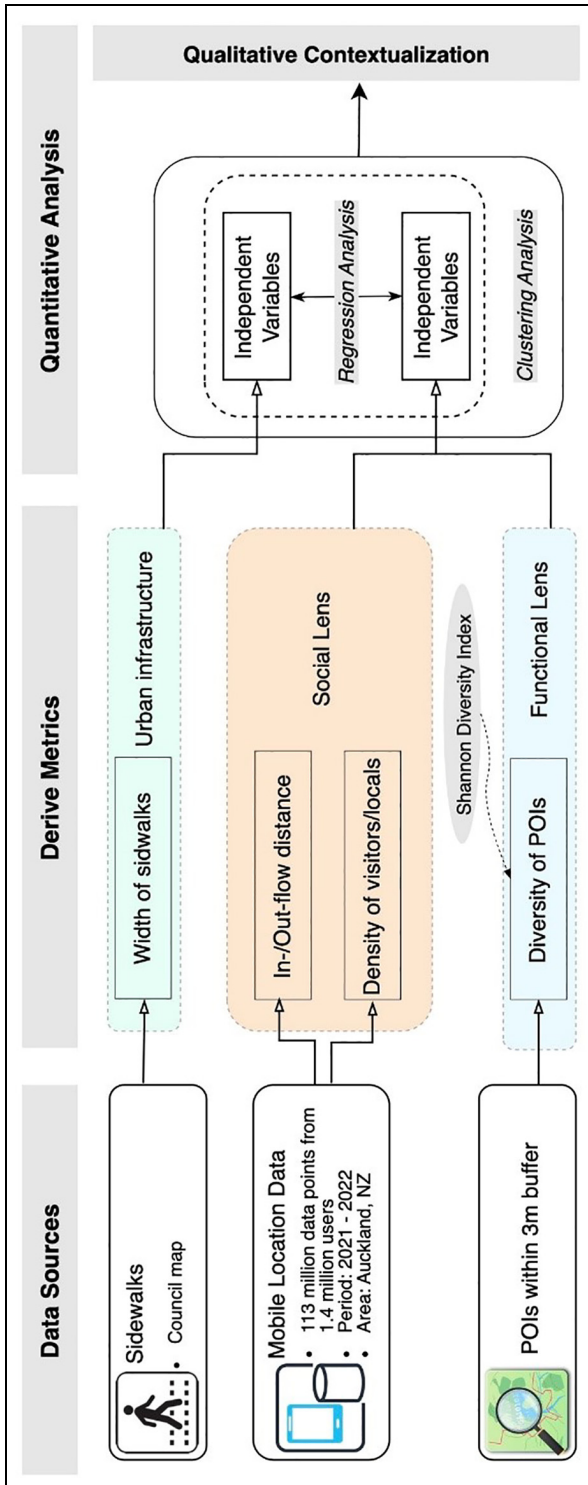 Data Sources
Derive Metrics
Quantitative Analysis
Sidewalks
• Council map
Width of sidwalks
Urban infrastructure
Mobile Location Data
• 113 million data points from
1.4 million users
• Period: 2021 - 2022
• Area: Auckland, NZ
In-/Out-flow distance
Density of visitors/locals
Social Lens
POIs within 3m buffer
Shannon Diversity Index
Diversity of POIs
Functional Lens
Independent
Variables
Regression Analysis
Independent
Variables
Clustering Analysis
Qualitative Contextualization